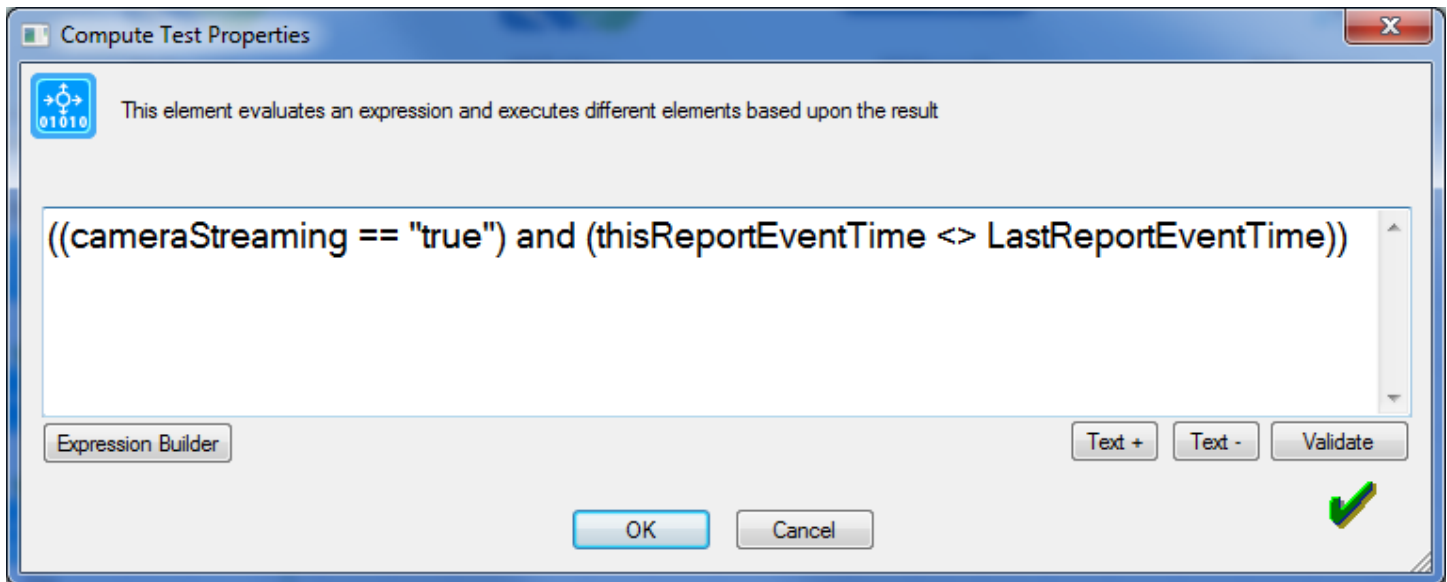 Compute Test Properties
01010
This element evaluates an expression and executes different elements based upon the result
((cameraStreaming == "true") and (thisReportEventTime <> LastReportEventTime))
Expression Builder
Text +
Text -
Validate
OK
Cancel